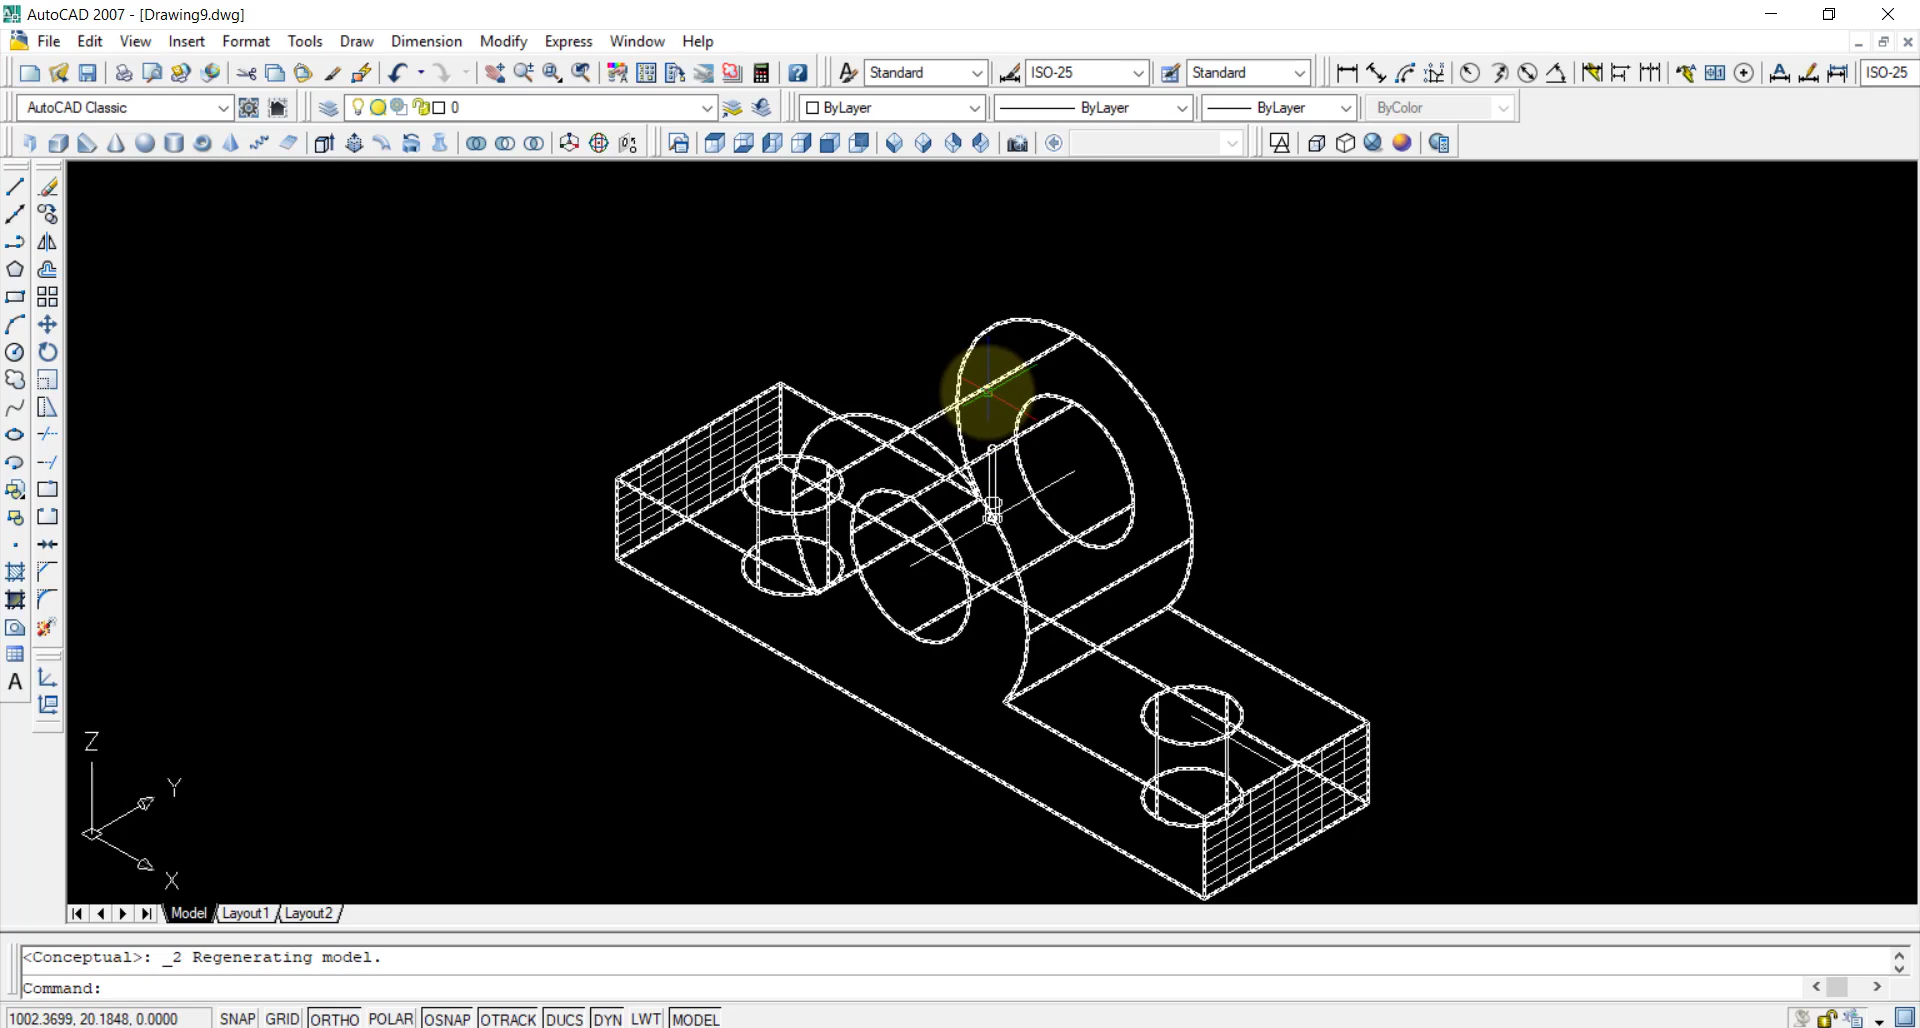 AutoCAD 2007 - [Drawing9.dwg]
File Edit View Insert Format Tools Draw Dimension Modify Express Window Help
Standard ISO-25 Standard ISO-25
AutoCAD Classic 0 ByLayer ByLayer ByLayer ByColor
A
Z
Y
X
Model Layout1 Layout2
<Conceptual>: _2 Regenerating model.
Command:
1002.3699, 20.1848, 0.0000 SNAP GRID ORTHO POLAR OSNAP OTRACK DUCS DYN LWT MODEL